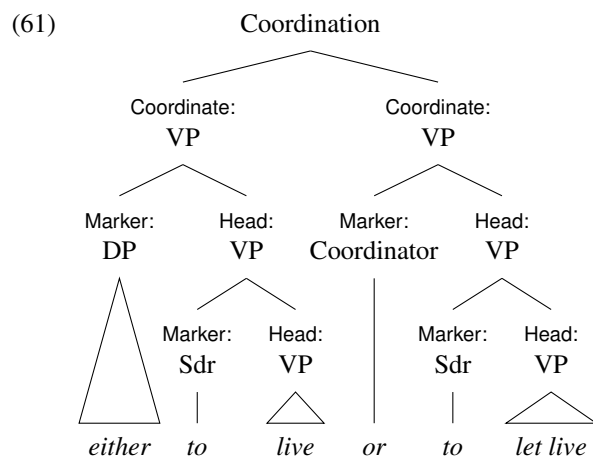 (61) Coordination
Coordinate: Coordinate:
VP VP
Marker: Head: Marker: Head:
DP VP Coordinator VP
Marker: Head: Marker: Head:
Sdr VP Sdr VP
either to live or to let live